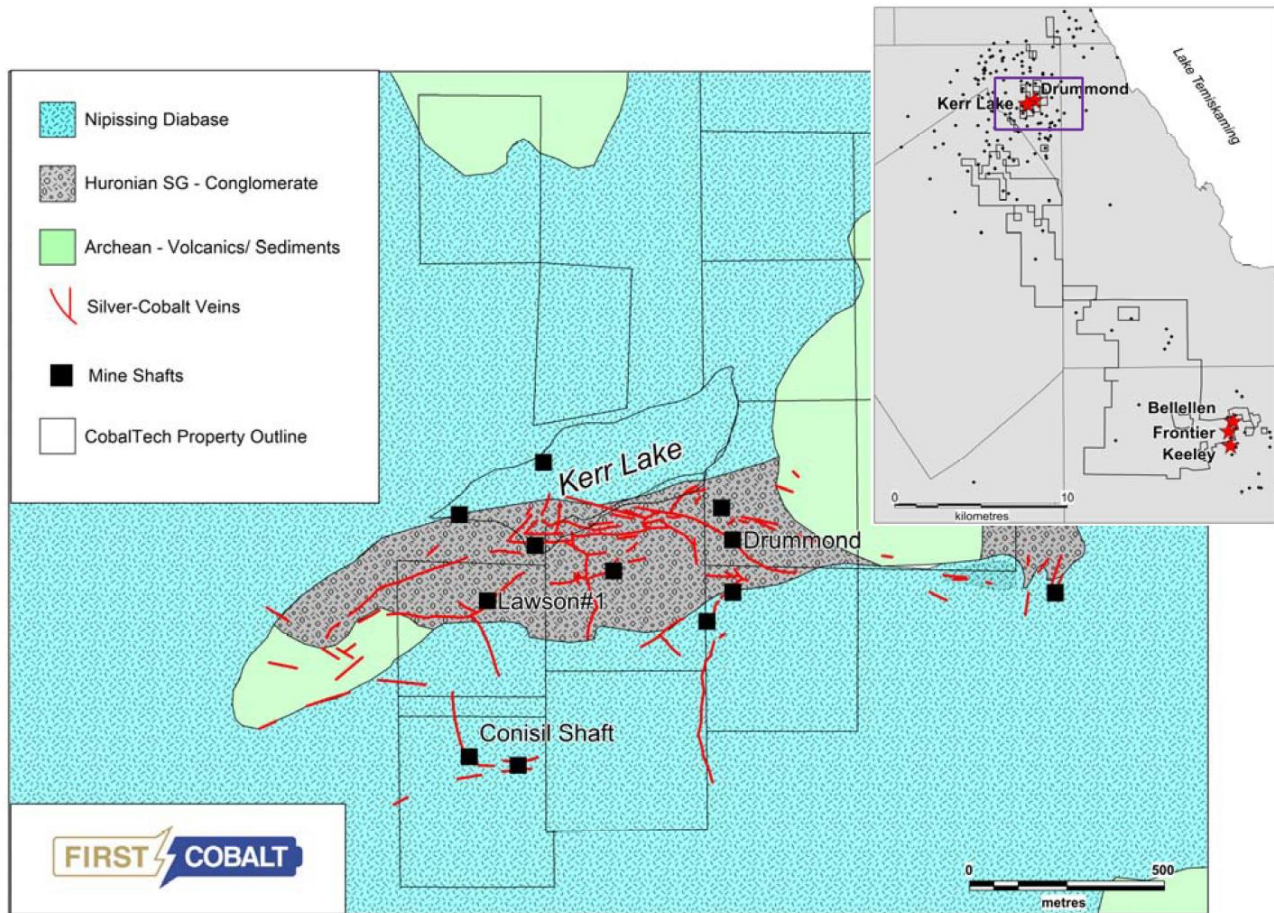 Nipissing Diabase
Huronian SG - Conglomerate
Archean - Volcanics/ Sediments
Silver-Cobalt Veins
Mine Shafts
CobalTech Property Outline
Lake Temiskaming
Drummond
Kerr Lake
Bellellen
Frontier
Keeley
0 10
kilometres
Kerr Lake
Drummond
Lawson#1
Conisil Shaft
FIRST COBALT
0 500
metres